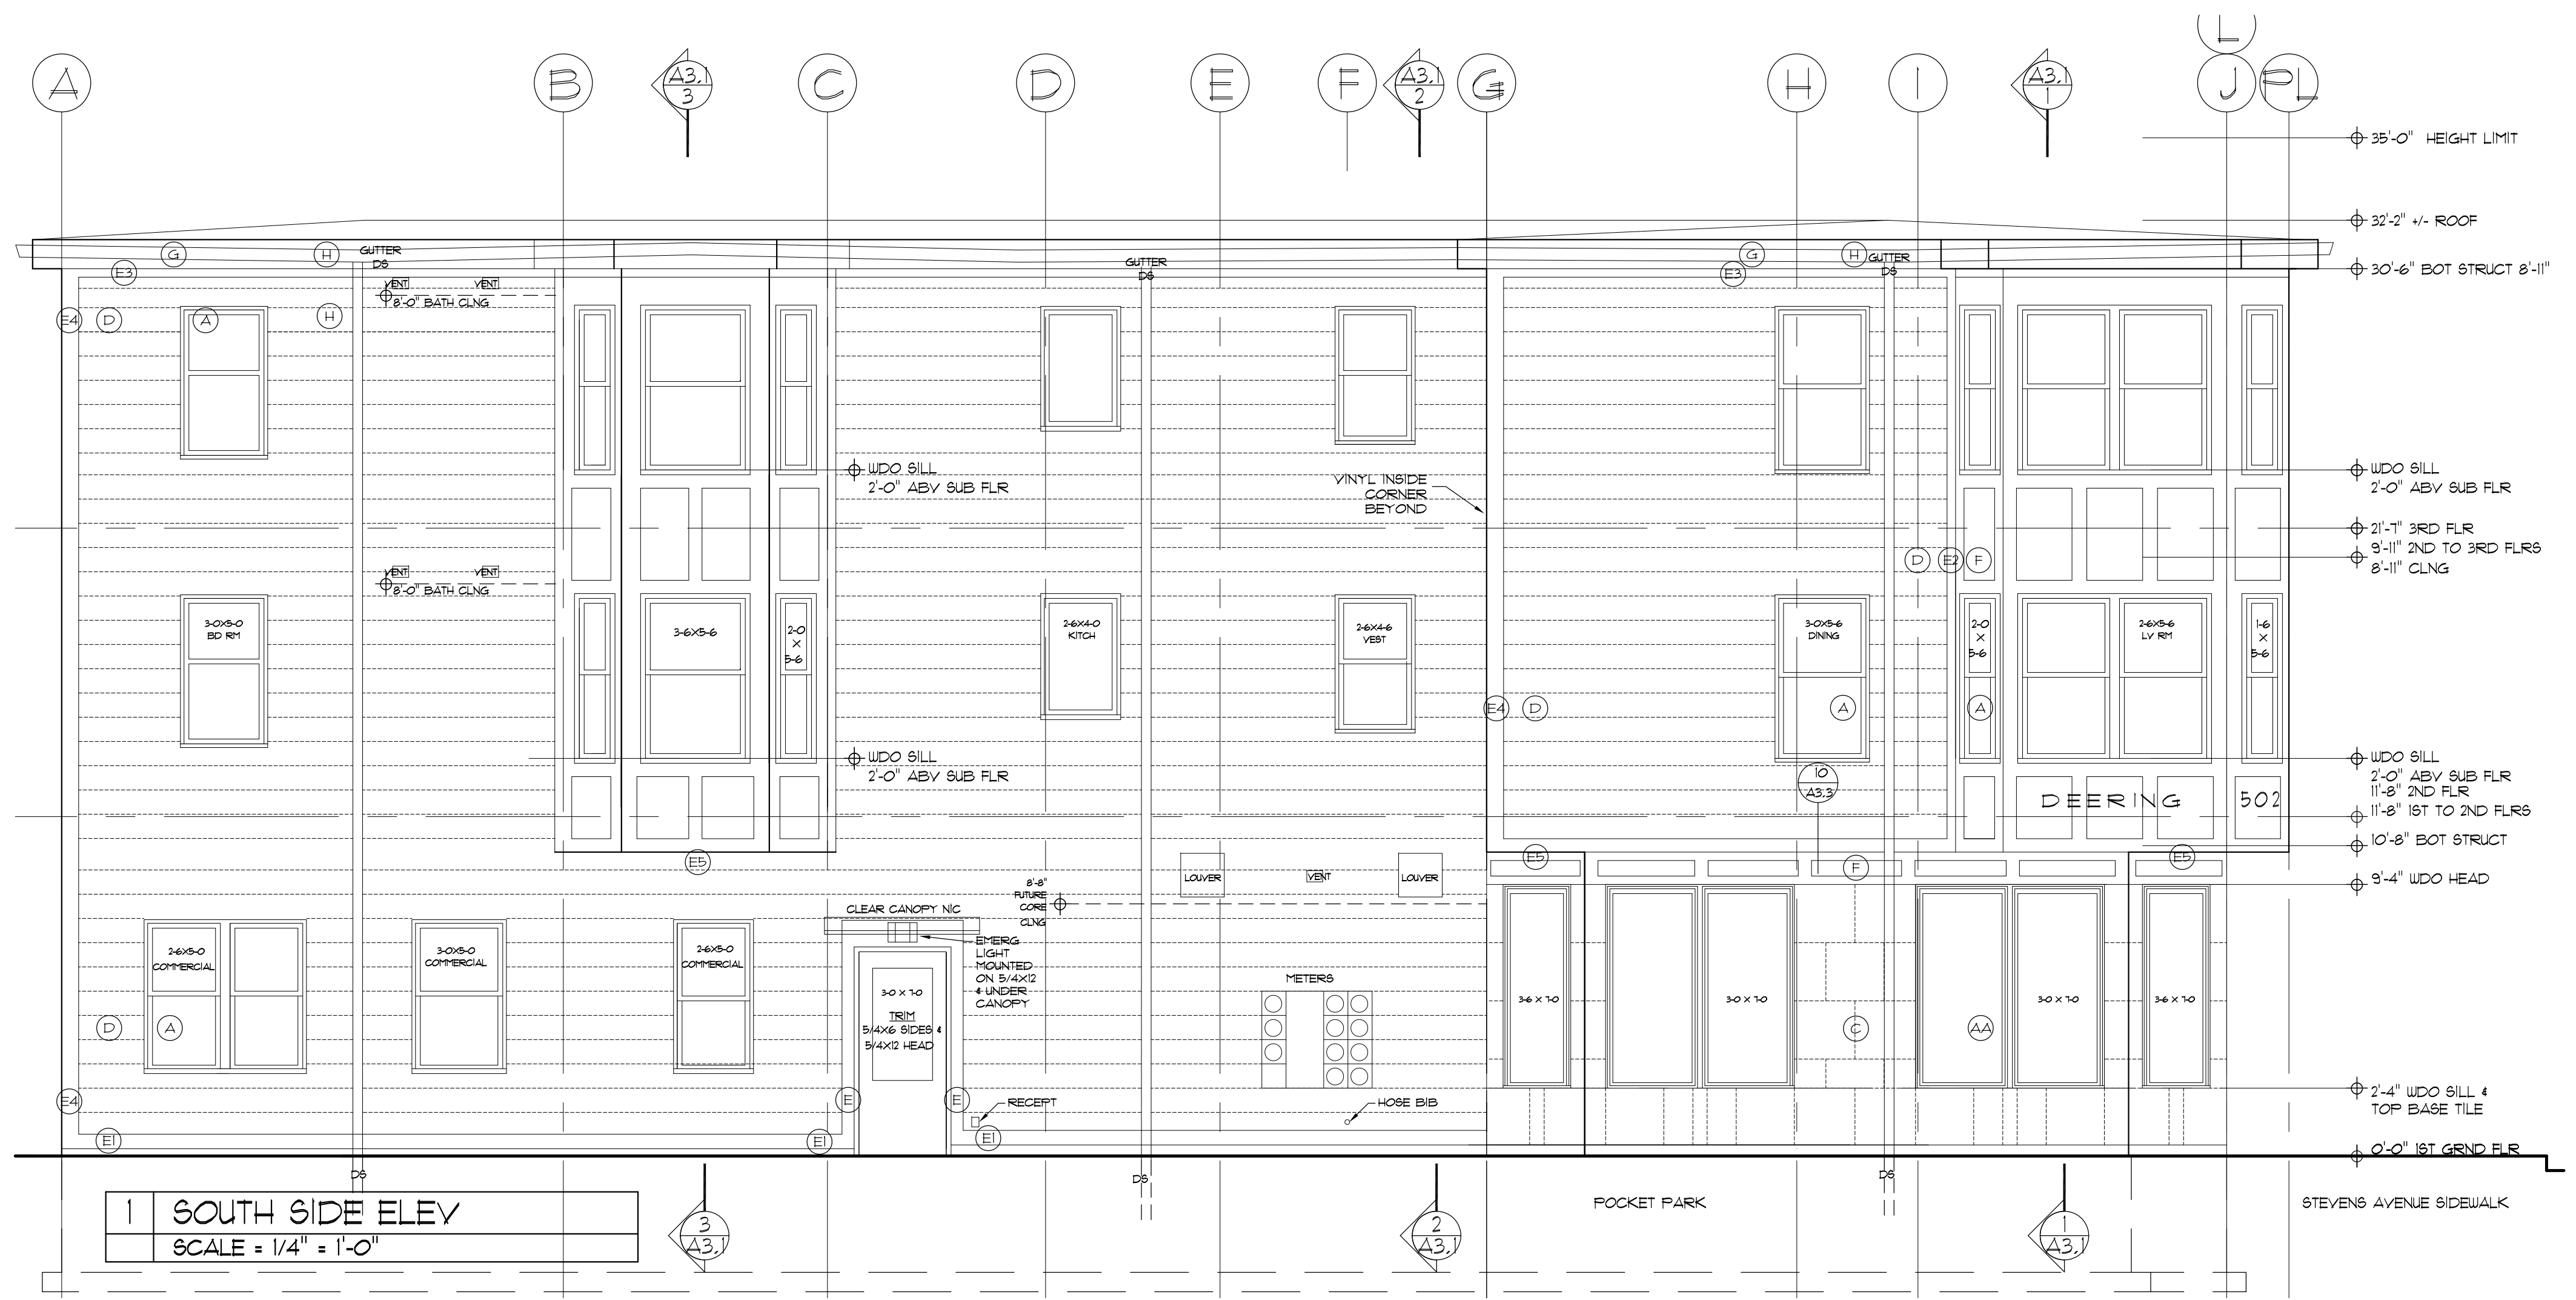 L
A
B
A3.1
3
C
D
E
F
A3.1
2
G
H
I
A3.1
1
J
PL
35'-0" HEIGHT LIMIT
32'-2" +/- ROOF
G
H
GUTTER
DS
GUTTER
DS
G
H
GUTTER
DS
E3
E3
30'-6" BOT STRUCT 8'-11"
VENT
VENT
8'-0" BATH CLNG
E4
D
A
H
WDO SILL
2'-0" ABV SUB FLR
VINYL INSIDE
CORNER
BEYOND
WDO SILL
2'-0" ABV SUB FLR
21'-7" 3RD FLR
9'-11" 2ND TO 3RD FLRS
8'-11" CLNG
D
E2
F
VENT
VENT
8'-0" BATH CLNG
3-0X5-0
BD RM
3-6X5-6
2-0
X
5-6
2-6X4-0
KITCH
2-6X4-6
VEST
3-0X5-6
DINING
2-0
X
5-6
2-6X5-6
LV RM
1-6
X
5-6
E4
D
A
A
WDO SILL
2'-0" ABV SUB FLR
WDO SILL
2'-0" ABV SUB FLR
11'-8" 2ND FLR
11'-8" 1ST TO 2ND FLRS
10
A3.3
DEERING
502
10'-8" BOT STRUCT
E5
E5
E5
F
LOUVER
VENT
LOUVER
9'-4" WDO HEAD
8'-8"
FUTURE
CORE
CLNG
CLEAR CANOPY NIC
EMERG
LIGHT
MOUNTED
ON 5/4X12
& UNDER
CANOPY
2-6X5-0
COMMERCIAL
3-0X5-0
COMMERCIAL
2-6X5-0
COMMERCIAL
3-0 X 7-0
TRIM
5/4X6 SIDES &
5/4X12 HEAD
METERS
3-6 X 7-0
3-0 X 7-0
3-0 X 7-0
3-6 X 7-0
D
A
C
AA
E4
E
E
RECEPT
HOSE BIB
2'-4" WDO SILL &
TOP BASE TILE
E1
E1
E1
0'-0" 1ST GRND FLR
DS
DS
DS
1
SOUTH SIDE ELEV
SCALE = 1/4" = 1'-0"
3
A3.1
2
A3.1
POCKET PARK
1
A3.1
STEVENS AVENUE SIDEWALK